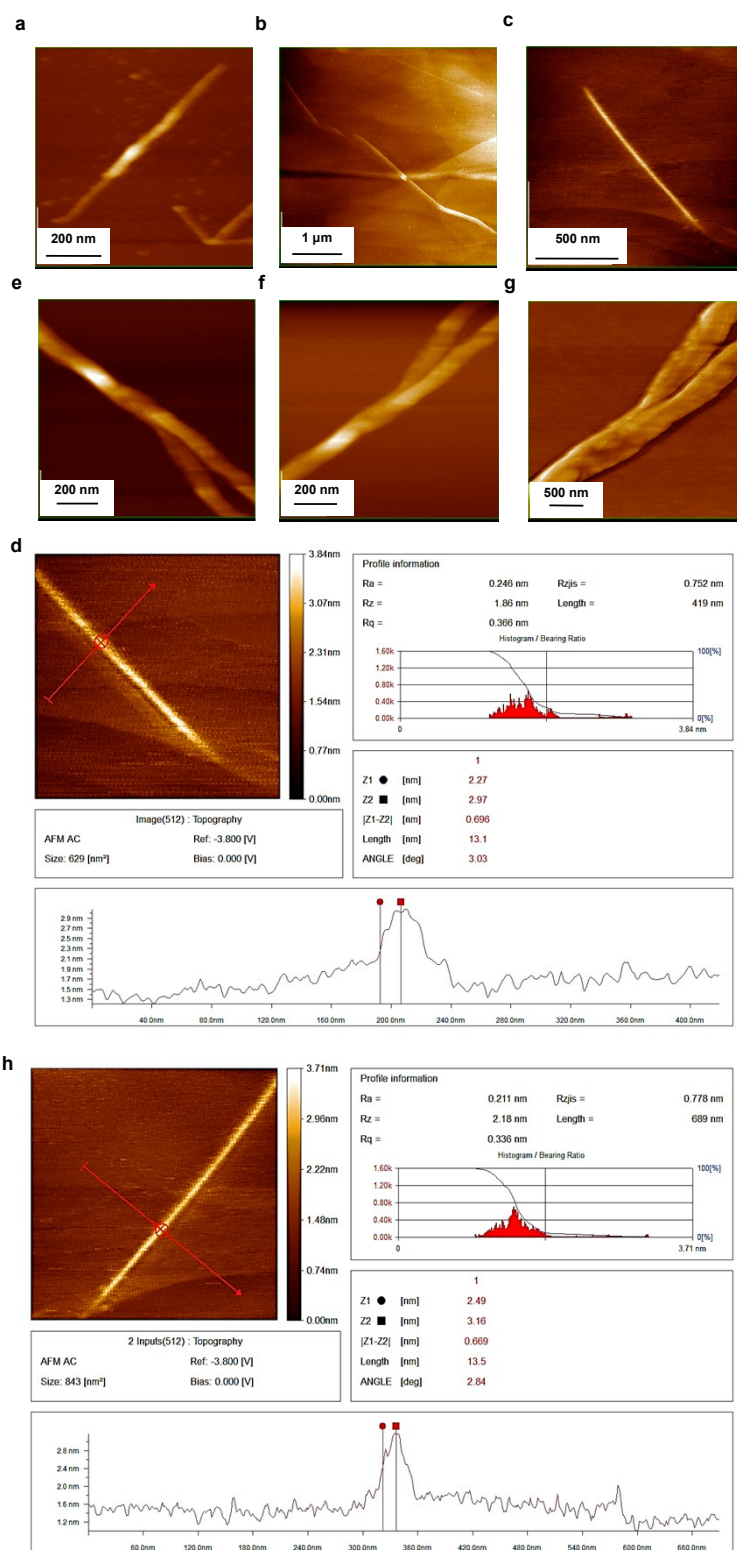 a
b
c
200 nm
1 µm
500 nm
e
f
g
200 nm
200 nm
500 nm
d
3.84nm
3.07nm
2.31nm
1.54nm
0.77nm
0.00nm
Profile information
Ra = 0.246 nm Rzjis = 0.752 nm
Rz = 1.86 nm Length = 419 nm
Rq = 0.366 nm
Histogram / Bearing Ratio
1.60k 100[%]
1.20k
0.80k
0.40k
0.00k 0[%]
0 3.84 nm
Image(512) : Topography
AFM AC Ref: -3.800 [V]
Size: 629 [nm²] Bias: 0.000 [V]
1
Z1 [nm] 2.27
Z2 [nm] 2.97
|Z1-Z2| [nm] 0.696
Length [nm] 13.1
ANGLE [deg] 3.03
2.9 nm
2.7 nm
2.5 nm
2.3 nm
2.1 nm
1.9 nm
1.7 nm
1.5 nm
1.3 nm
40.0nm 80.0nm 120.0nm 160.0nm 200.0nm 240.0nm 280.0nm 320.0nm 360.0nm 400.0nm
h
3.71nm
2.96nm
2.22nm
1.48nm
0.74nm
0.00nm
Profile information
Ra = 0.211 nm Rzjis = 0.778 nm
Rz = 2.18 nm Length = 689 nm
Rq = 0.336 nm
Histogram / Bearing Ratio
1.60k 100[%]
1.20k
0.80k
0.40k
0.00k 0[%]
0 3.71 nm
2 Inputs(512) : Topography
AFM AC Ref: -3.800 [V]
Size: 843 [nm²] Bias: 0.000 [V]
1
Z1 [nm] 2.49
Z2 [nm] 3.16
|Z1-Z2| [nm] 0.669
Length [nm] 13.5
ANGLE [deg] 2.84
2.8 nm
2.4 nm
2.0 nm
1.6 nm
1.2 nm
60.0nm 120.0nm 180.0nm 240.0nm 300.0nm 360.0nm 420.0nm 480.0nm 540.0nm 600.0nm 660.0nm